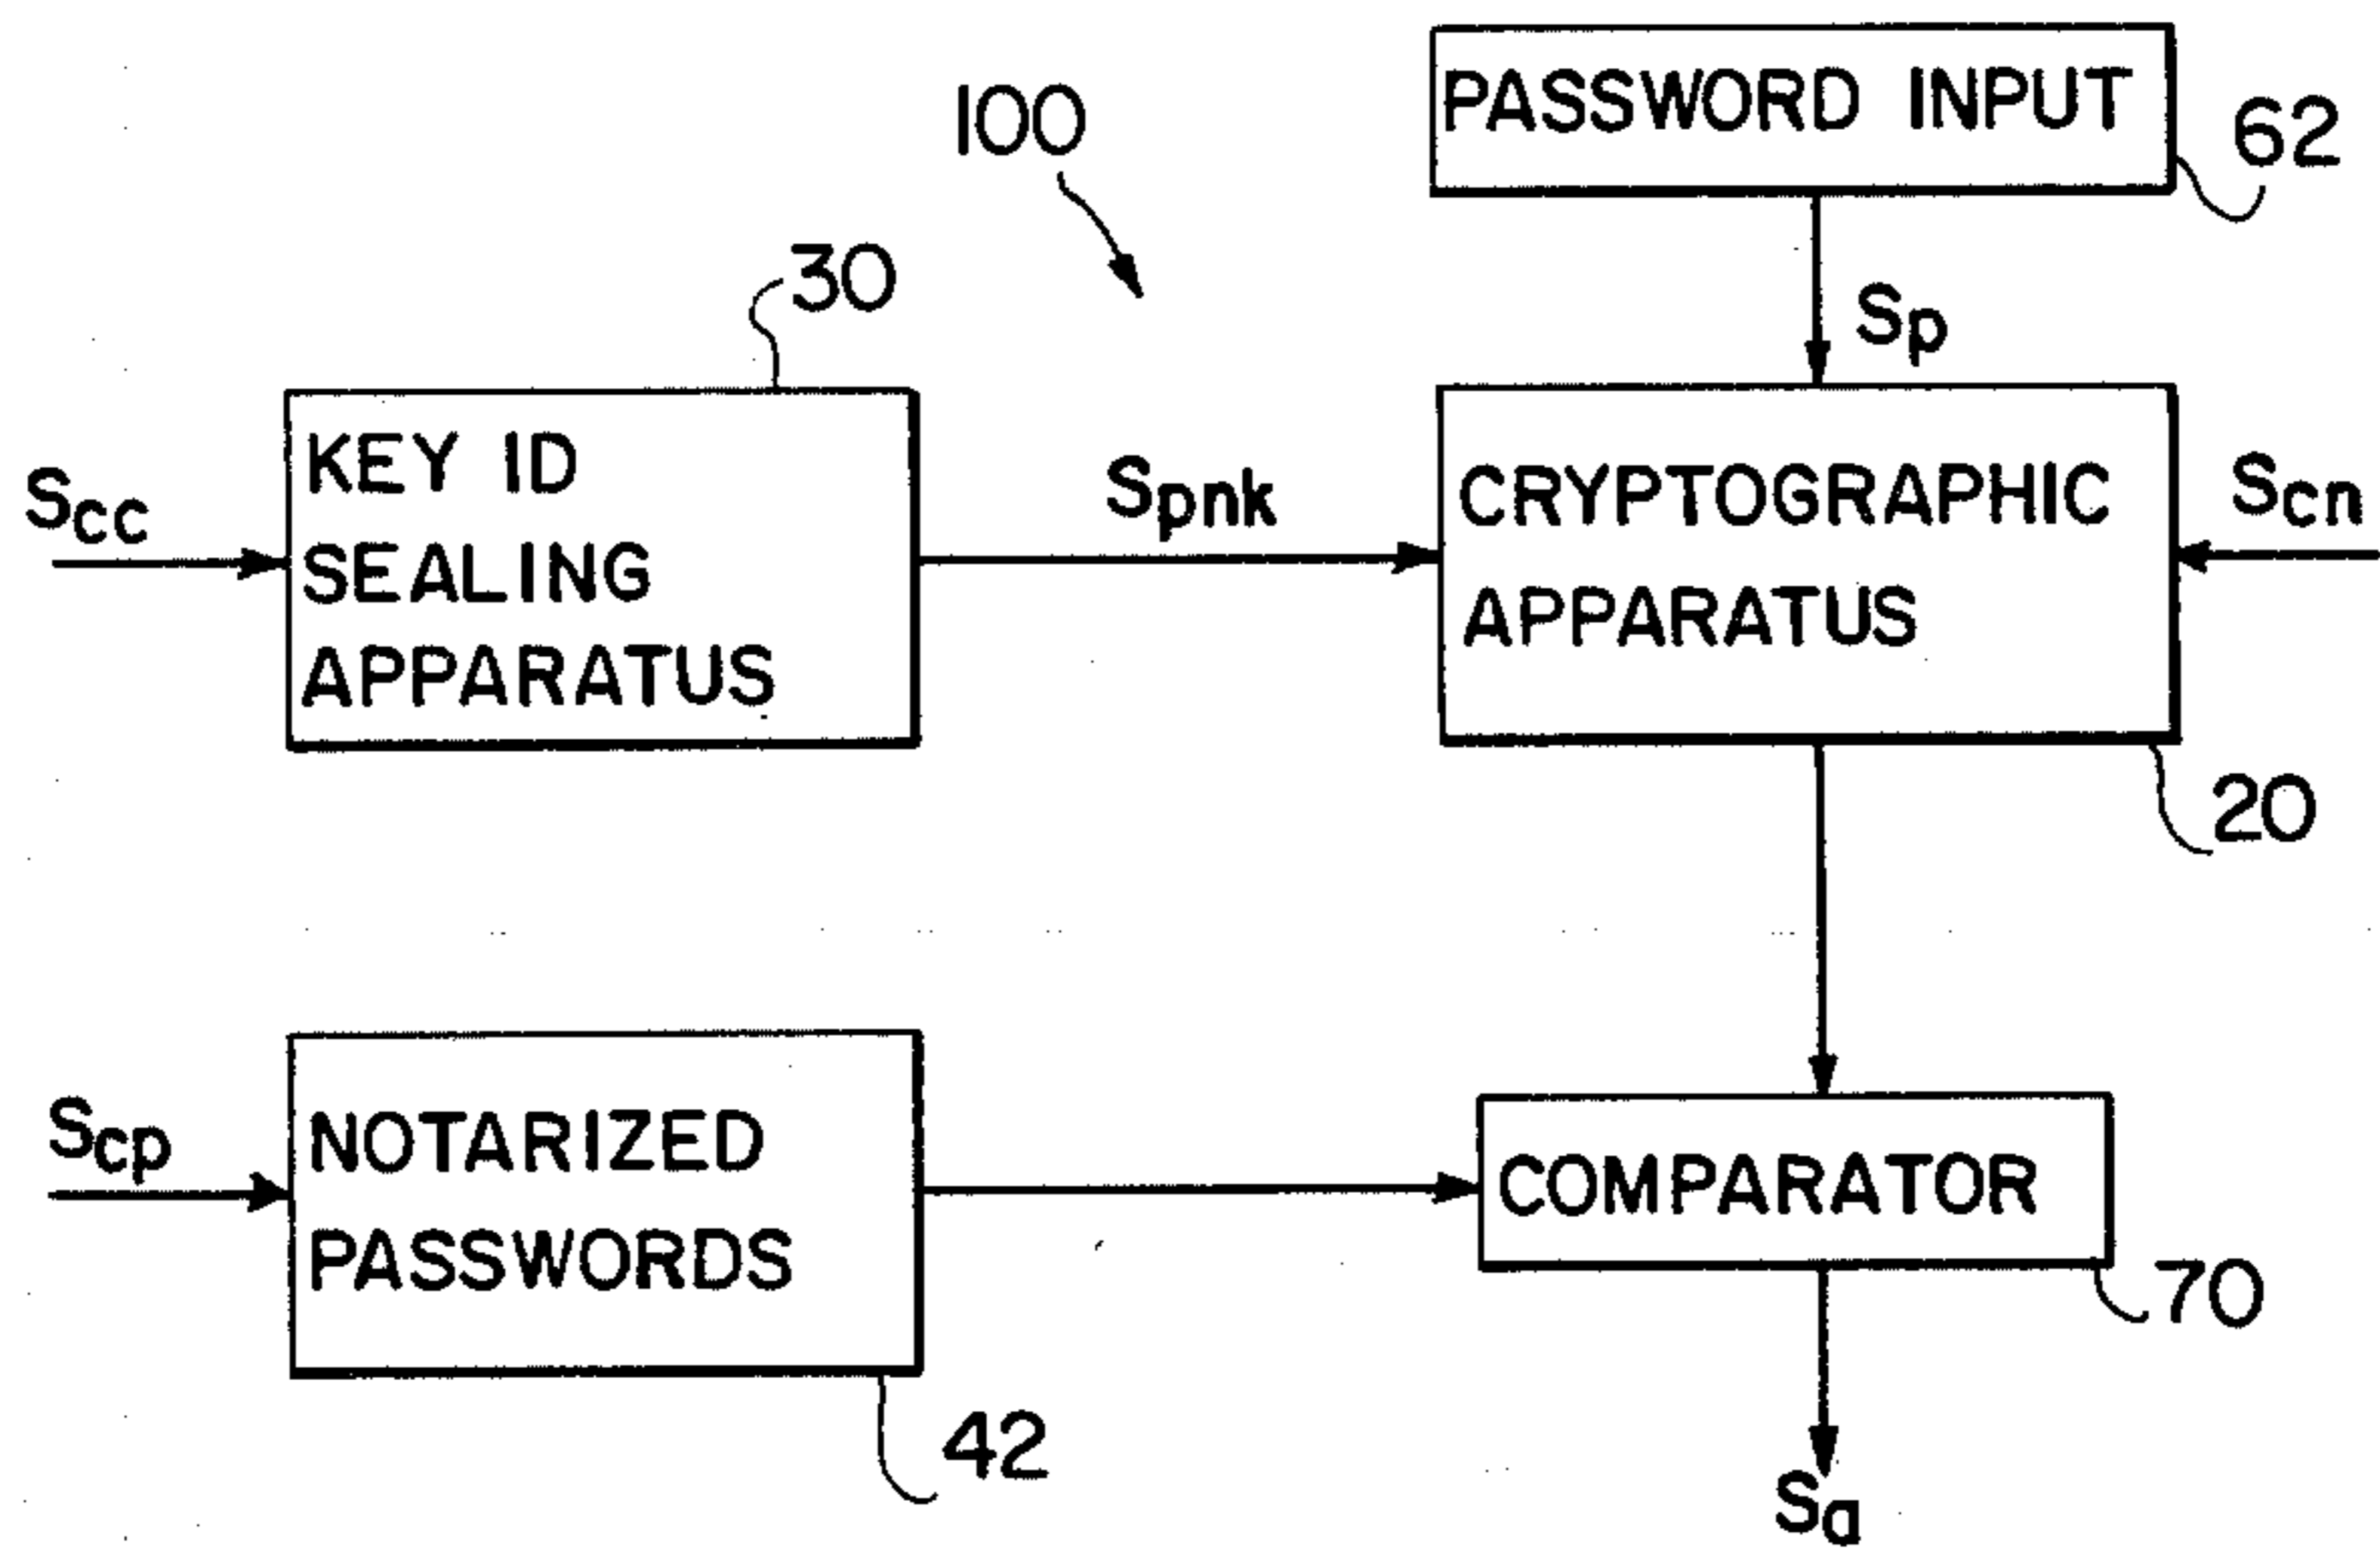 PASSWORD INPUT
62
100
Sp
30
KEY ID
SEALING
APPARATUS
Scc
Spnk
CRYPTOGRAPHIC
APPARATUS
Scn
20
NOTARIZED
PASSWORDS
Scp
42
COMPARATOR
70
Sa